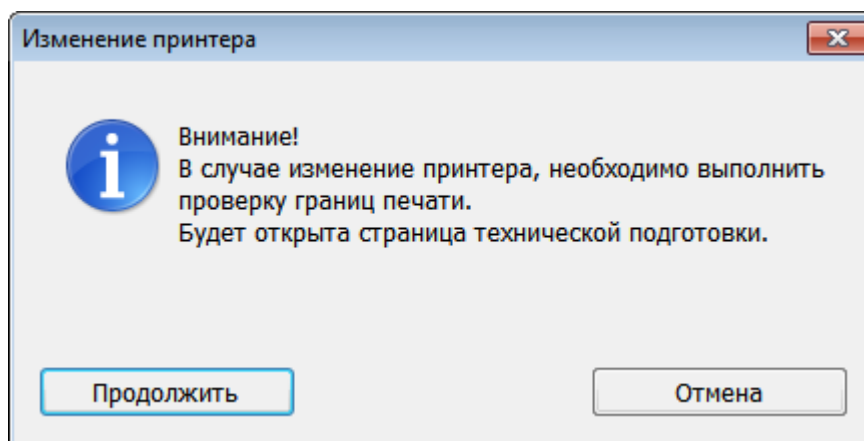 Изменение принтера
Внимание!
В случае изменение принтера, необходимо выполнить
проверку границ печати.
Будет открыта страница технической подготовки.
Продолжить
Отмена